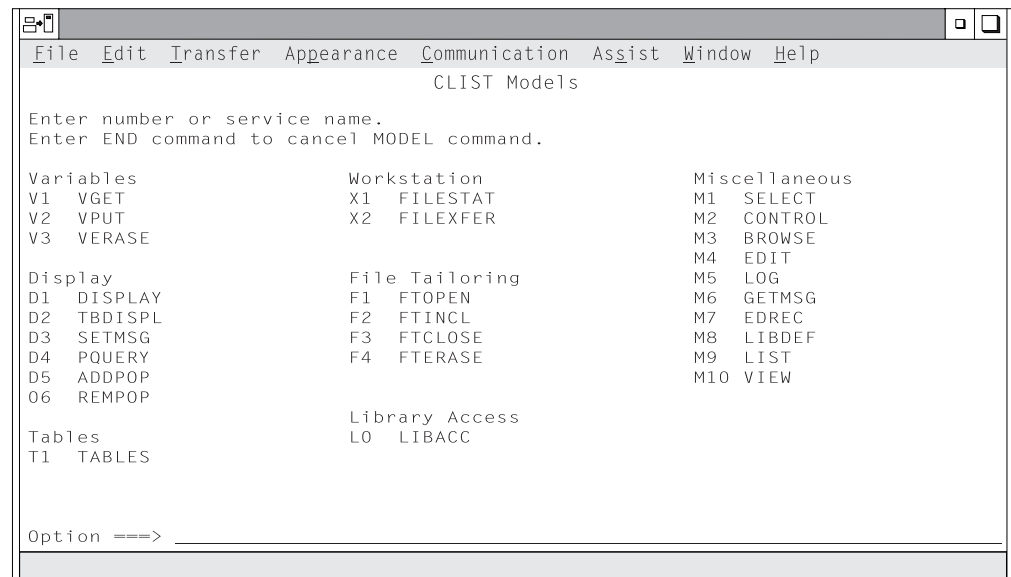 File Edit Transfer Appearance Communication Assist Window Help
CLIST Models
Enter number or service name.
Enter END command to cancel MODEL command.
Variables Workstation Miscellaneous
V1 VGET X1 FILESTAT M1 SELECT
V2 VPUT X2 FILEXFER M2 CONTROL
V3 VERASE M3 BROWSE
M4 EDIT
Display File Tailoring M5 LOG
D1 DISPLAY F1 FTOPEN M6 GETMSG
D2 TBDISPL F2 FTINCL M7 EDREC
D3 SETMSG F3 FTCLOSE M8 LIBDEF
D4 PQUERY F4 FTERASE M9 LIST
D5 ADDPOP M10 VIEW
O6 REMPOP
Library Access
Tables L0 LIBACC
T1 TABLES
Option ===>